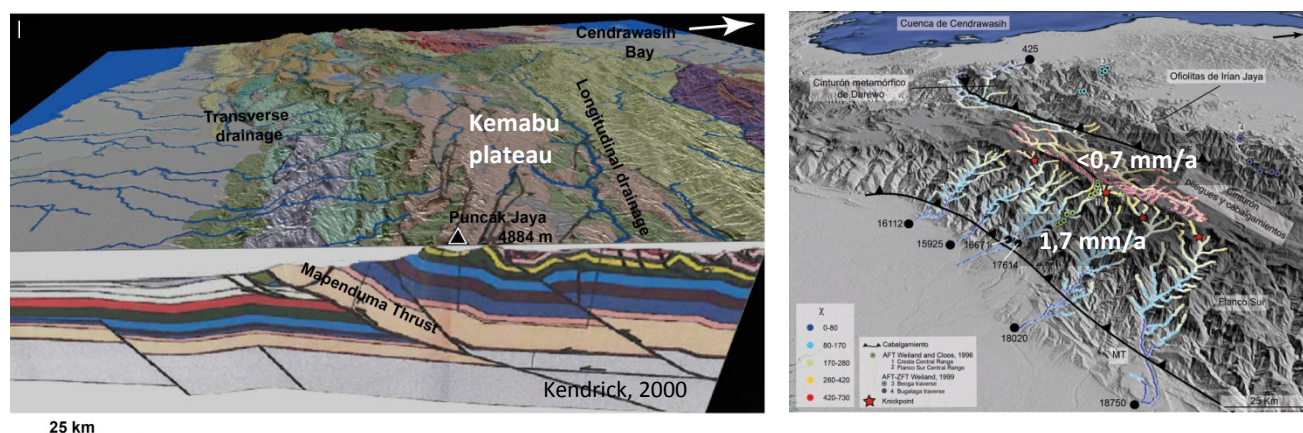 Cendrawasih
Bay
Transverse
drainage
Kemabu
plateau
Longitudinal drainage
Puncak Jaya
4884 m
Mapenduma Thrust
Kendrick, 2000
25 km
Cuenca de Cendrawasih
425
Cinturón metamórfico
de Darewo
Ofiolitas de Irian Jaya
3
4
<0,7 mm/a
Cinturón
pliegues y cabalgamientos
1,7 mm/a
16112
15925
16671
17614
18020
Flanco Sur
MT
18750
25 Km
χ
0-80
80-170
170-280
280-420
420-730
Cabalgamiento
AFT Weiland and Cloos, 1996
1 Cresta Central Range
2 Flanco Sur Central Range
AFT-ZFT Weiland, 1999
3 Beoga traverse
4 Bugalaga traverse
Knickpoint